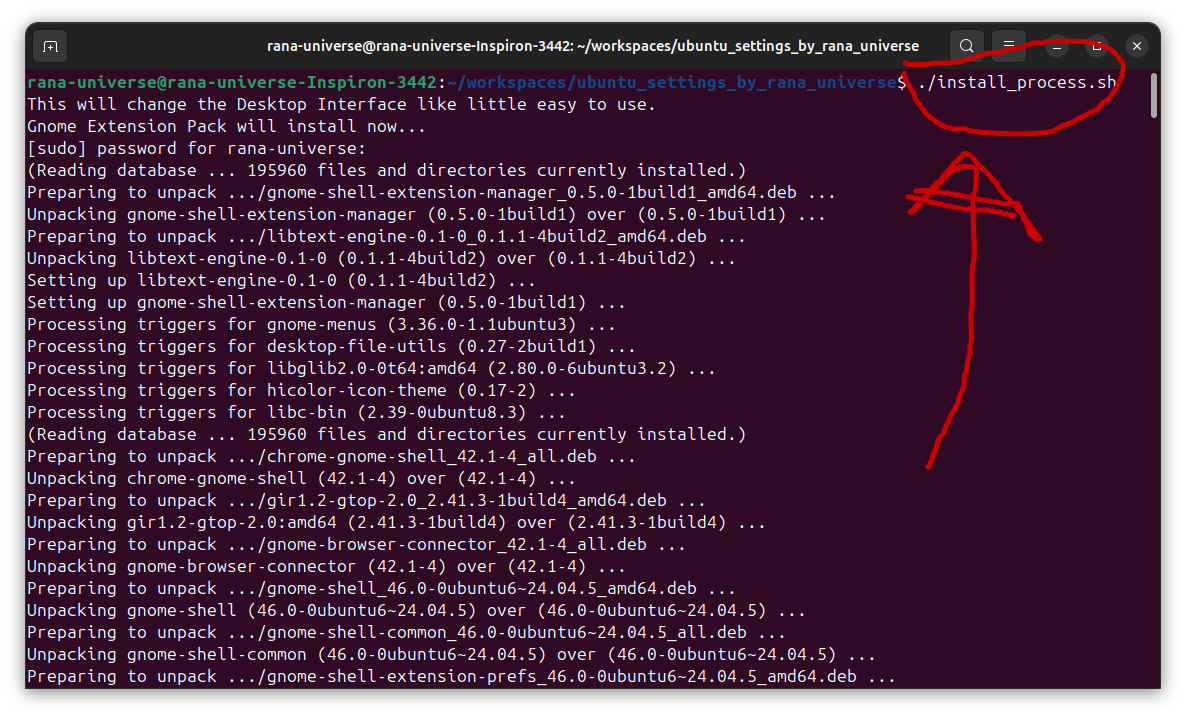 rana-universe@rana-universe-Inspiron-3442: ~/workspaces/ubuntu_settings_by_rana_universe
rana-universe@rana-universe-Inspiron-3442:~/workspaces/ubuntu_settings_by_rana_universe$ ./install_process.sh
This will change the Desktop Interface like little easy to use.
Gnome Extension Pack will install now...
[sudo] password for rana-universe:
(Reading database ... 195960 files and directories currently installed.)
Preparing to unpack .../gnome-shell-extension-manager_0.5.0-1build1_amd64.deb ...
Unpacking gnome-shell-extension-manager (0.5.0-1build1) over (0.5.0-1build1) ...
Preparing to unpack .../libtext-engine-0.1-0_0.1.1-4build2_amd64.deb ...
Unpacking libtext-engine-0.1-0 (0.1.1-4build2) over (0.1.1-4build2) ...
Setting up libtext-engine-0.1-0 (0.1.1-4build2) ...
Setting up gnome-shell-extension-manager (0.5.0-1build1) ...
Processing triggers for gnome-menus (3.36.0-1.1ubuntu3) ...
Processing triggers for desktop-file-utils (0.27-2build1) ...
Processing triggers for libglib2.0-0t64:amd64 (2.80.0-6ubuntu3.2) ...
Processing triggers for hicolor-icon-theme (0.17-2) ...
Processing triggers for libc-bin (2.39-0ubuntu8.3) ...
(Reading database ... 195960 files and directories currently installed.)
Preparing to unpack .../chrome-gnome-shell_42.1-4_all.deb ...
Unpacking chrome-gnome-shell (42.1-4) over (42.1-4) ...
Preparing to unpack .../gir1.2-gtop-2.0_2.41.3-1build4_amd64.deb ...
Unpacking gir1.2-gtop-2.0:amd64 (2.41.3-1build4) over (2.41.3-1build4) ...
Preparing to unpack .../gnome-browser-connector_42.1-4_all.deb ...
Unpacking gnome-browser-connector (42.1-4) over (42.1-4) ...
Preparing to unpack .../gnome-shell_46.0-0ubuntu6~24.04.5_amd64.deb ...
Unpacking gnome-shell (46.0-0ubuntu6~24.04.5) over (46.0-0ubuntu6~24.04.5) ...
Preparing to unpack .../gnome-shell-common_46.0-0ubuntu6~24.04.5_all.deb ...
Unpacking gnome-shell-common (46.0-0ubuntu6~24.04.5) over (46.0-0ubuntu6~24.04.5) ...
Preparing to unpack .../gnome-shell-extension-prefs_46.0-0ubuntu6~24.04.5_amd64.deb ...